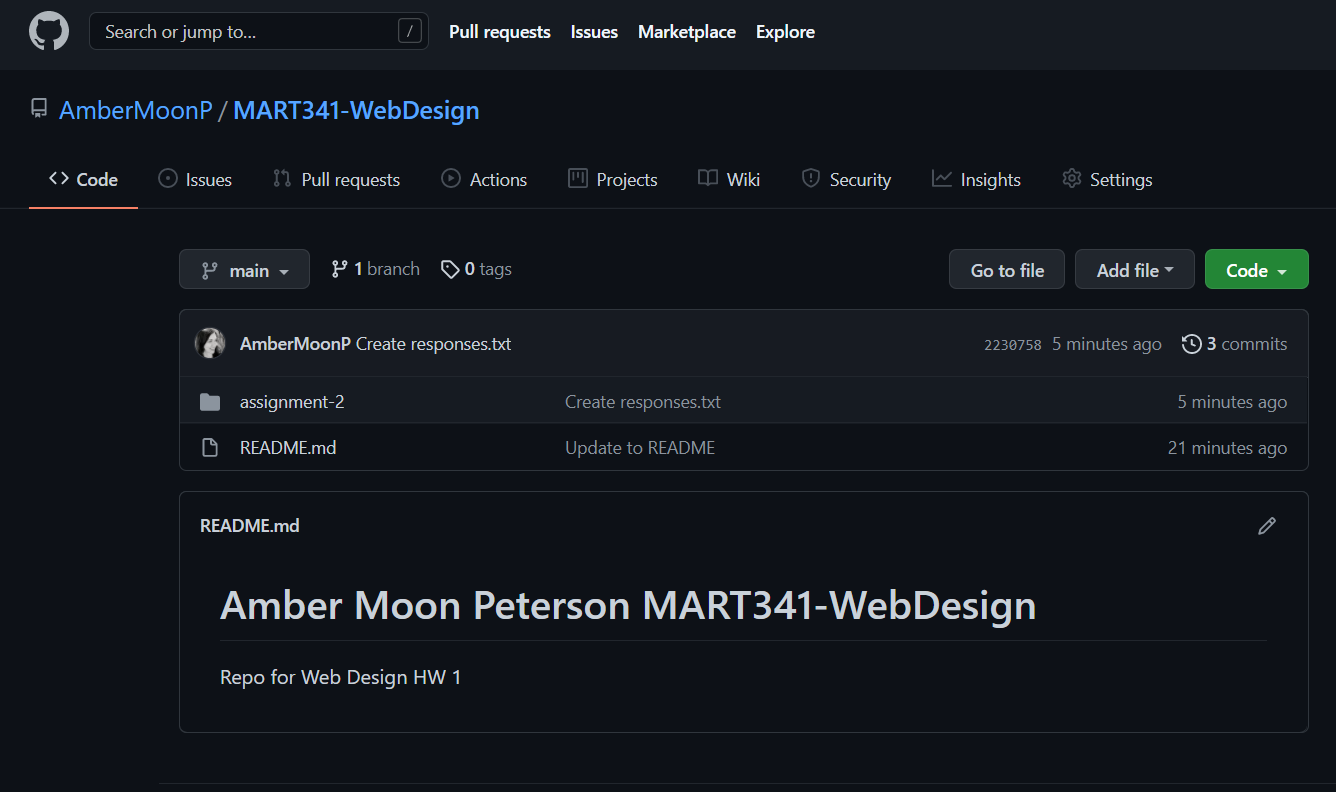 Search or jump to... / Pull requests Issues Marketplace Explore
AmberMoonP / MART341-WebDesign
Code Issues Pull requests Actions Projects Wiki Security Insights Settings
main 1 branch 0 tags Go to file Add file Code
AmberMoonP Create responses.txt 2230758 5 minutes ago 3 commits
assignment-2 Create responses.txt 5 minutes ago
README.md Update to README 21 minutes ago
README.md
Amber Moon Peterson MART341-WebDesign
Repo for Web Design HW 1